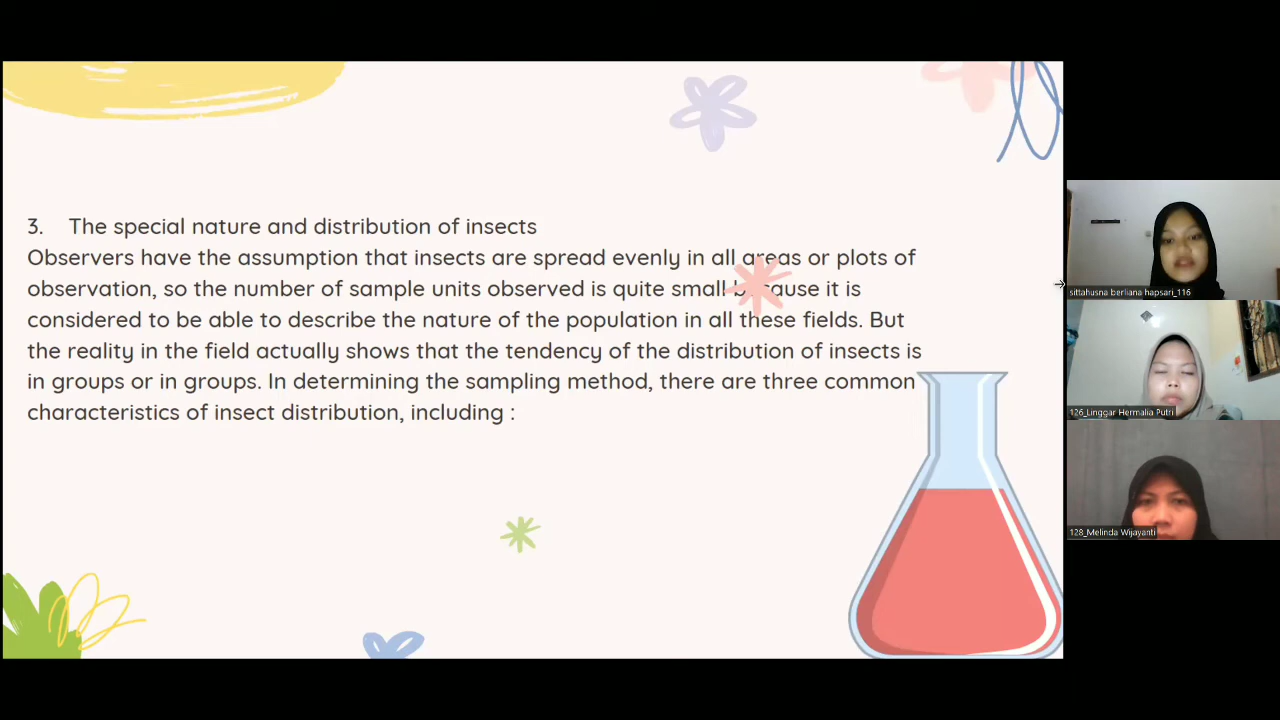 3. The special nature and distribution of insects
Observers have the assumption that insects are spread evenly in all areas or plots of
observation, so the number of sample units observed is quite small because it is
considered to be able to describe the nature of the population in all these fields. But
the reality in the field actually shows that the tendency of the distribution of insects is
in groups or in groups. In determining the sampling method, there are three common
characteristics of insect distribution, including :
sittahusna berliana hapsari_116
126_Linggar Hermalia Putri
128_Melinda Wijayanti